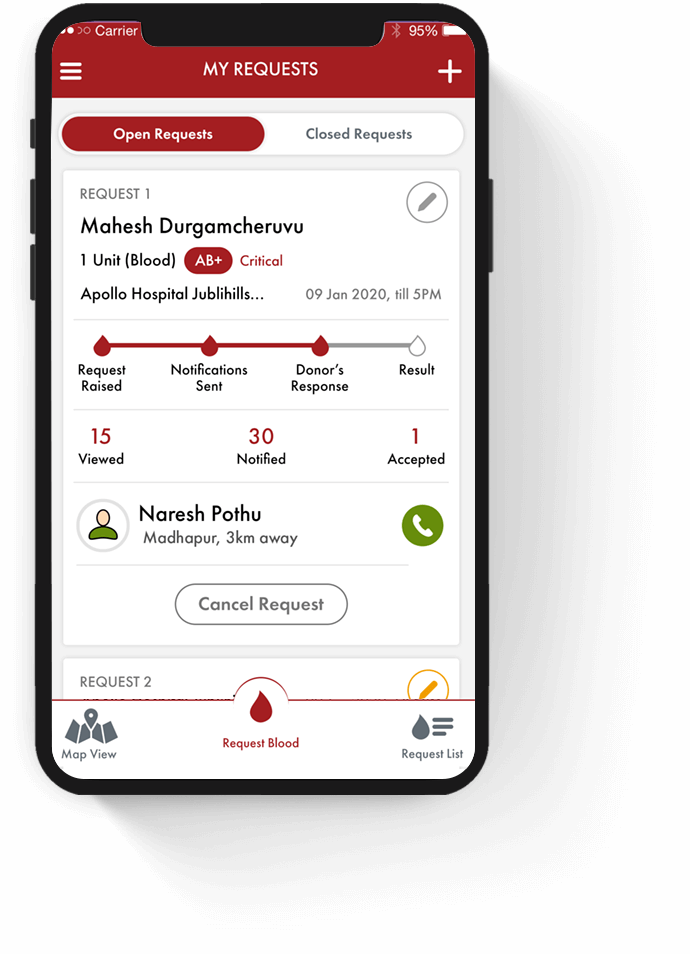 Carrier 95%
MY REQUESTS
Open Requests Closed Requests
REQUEST 1
Mahesh Durgamcheruvu
1 Unit (Blood) AB+ Critical
Apollo Hospital Jublihills... 09 Jan 2020, till 5PM
Request Notifications Donor's Result
Raised Sent Response
15 30 1
Viewed Notified Accepted
Naresh Pothu
Madhapur, 3km away
Cancel Request
REQUEST 2
Map View Request Blood Request List